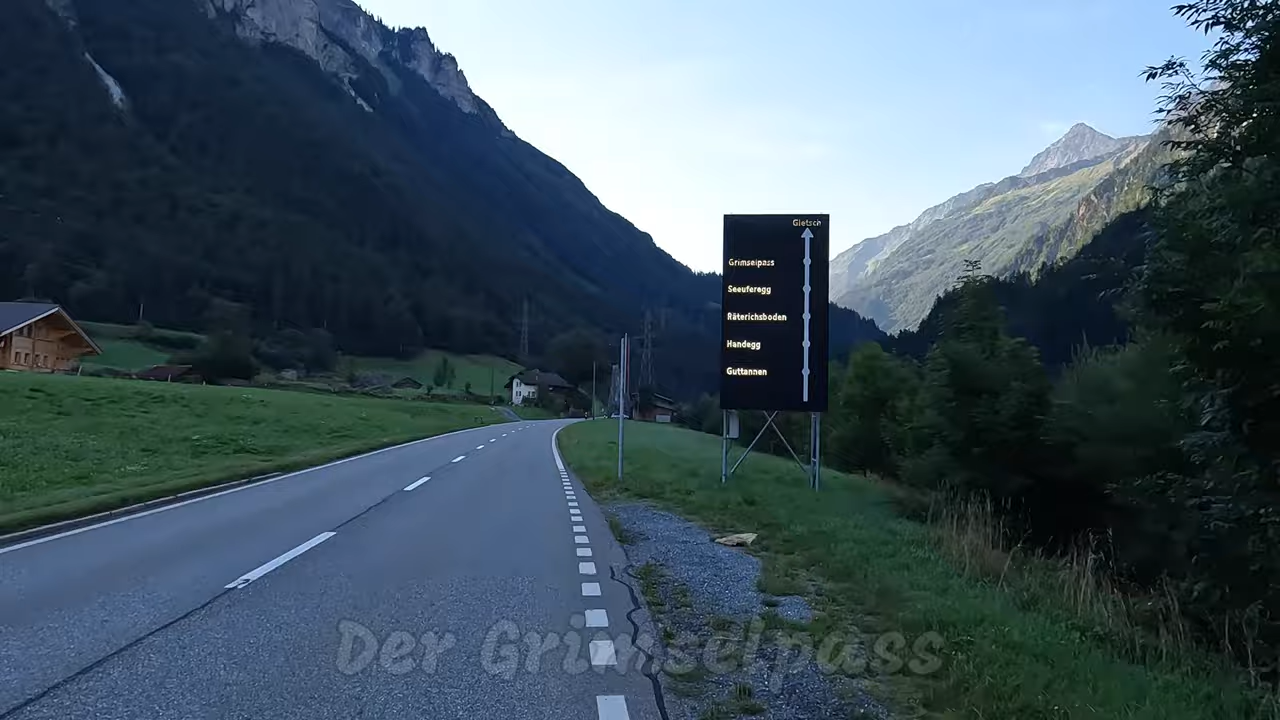 Gletsch
Grimselpass
Seeuferegg
Räterichsboden
Handegg
Guttannen
Der Grimselpass